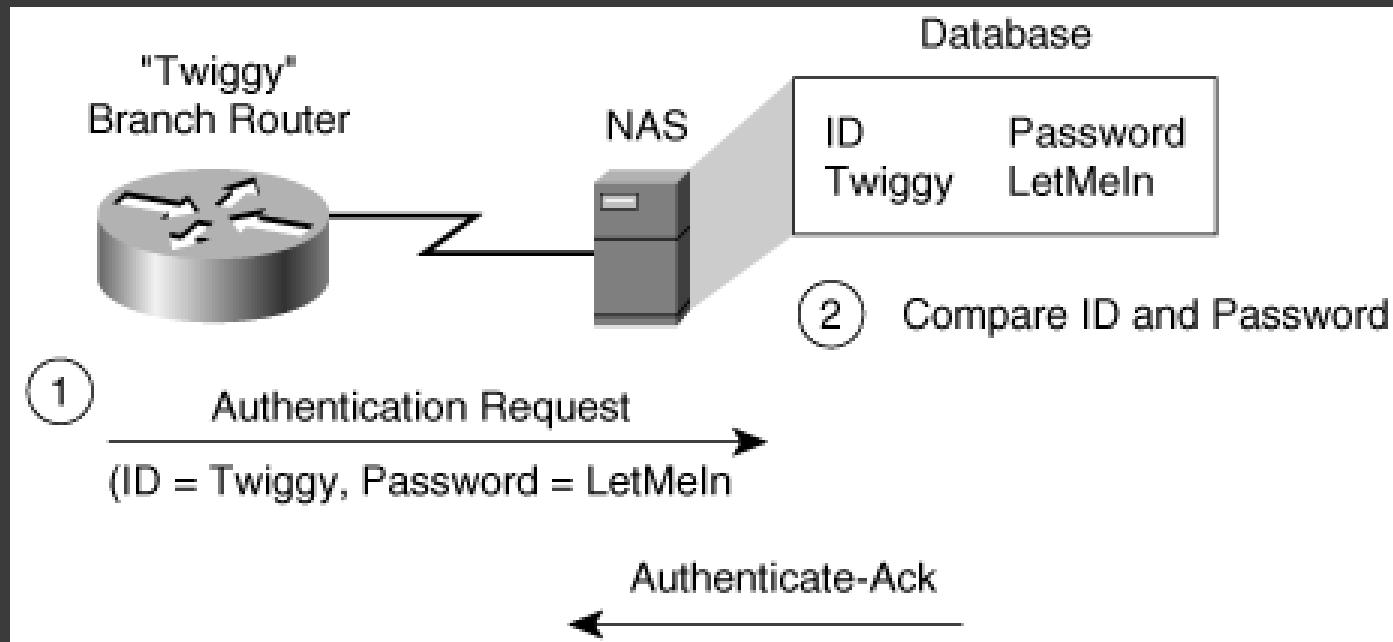 "Twiggy"
Branch Router
NAS
Database
ID Password
Twiggy LetMeIn
2 Compare ID and Password
1
Authentication Request
(ID = Twiggy, Password = LetMeIn
Authenticate-Ack